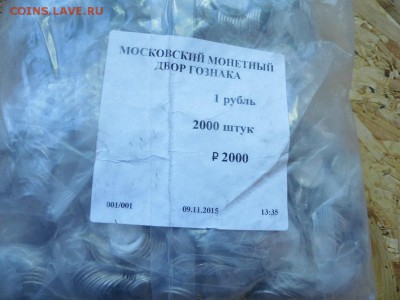 COINS.LAVE.RU
МОСКОВСКИЙ МОНЕТНЫЙ
ДВОР ГОЗНАКА
1 рубль
2000 штук
₽ 2000
001/001 09.11.2015 13:35